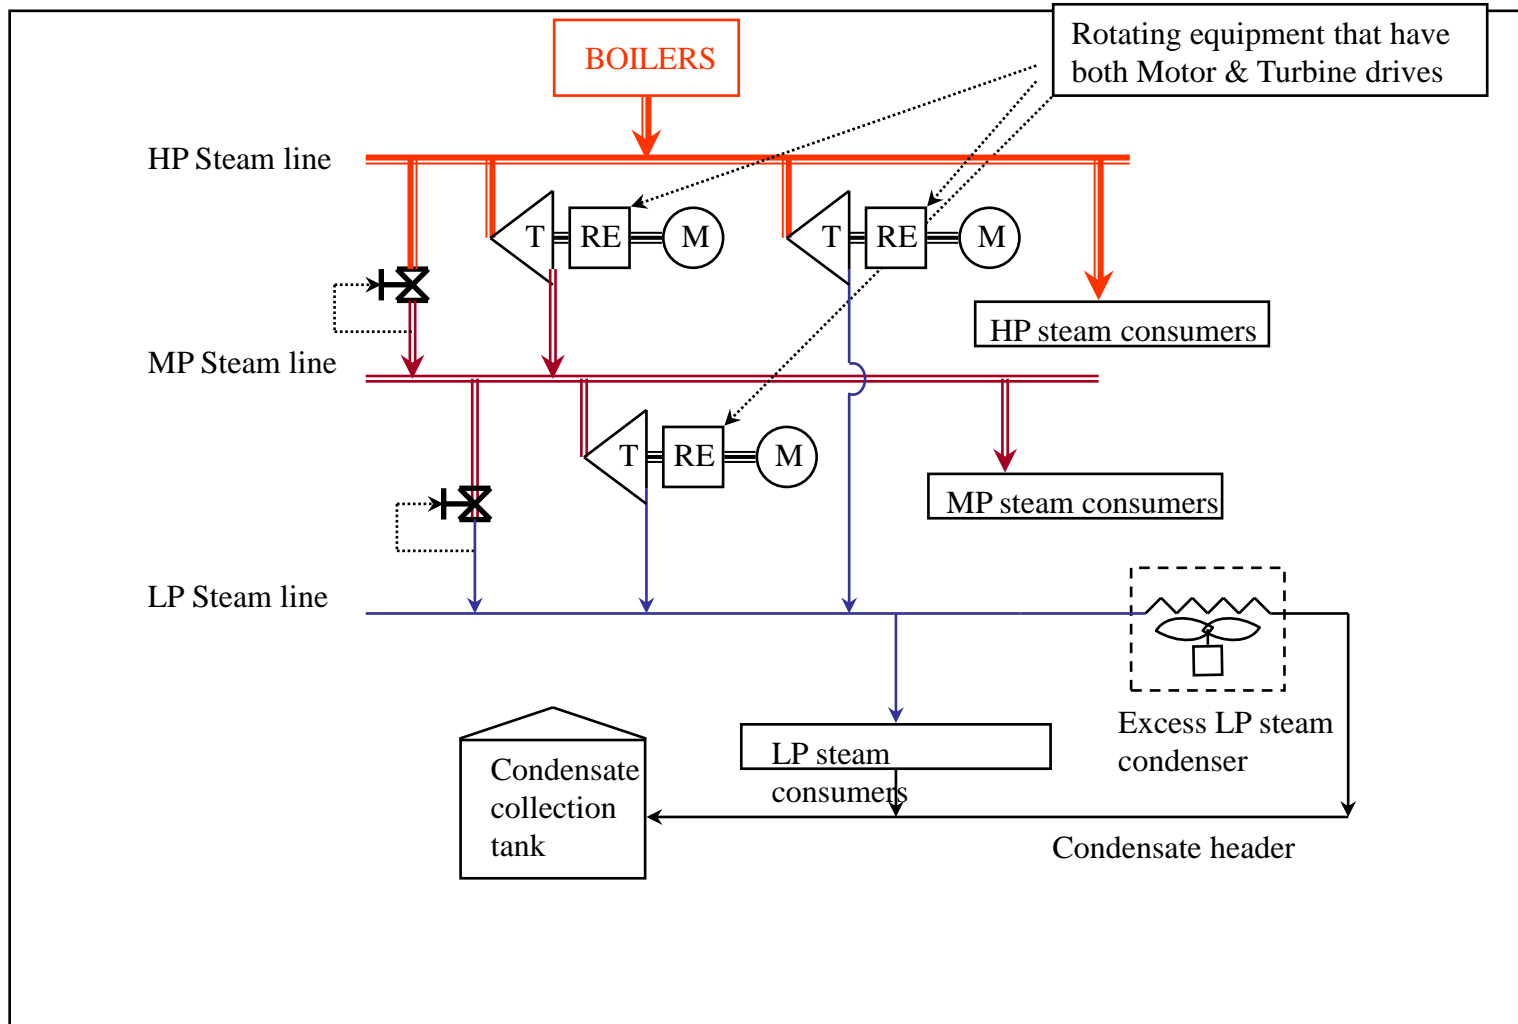 BOILERS
Rotating equipment that have
both Motor & Turbine drives
HP Steam line
T RE M
T RE M
HP steam consumers
MP Steam line
T RE M
MP steam consumers
LP Steam line
Excess LP steam
condenser
LP steam
consumers
Condensate
collection
tank
Condensate header